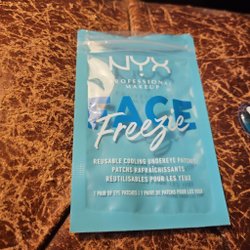 NYX
PROFESSIONAL
MAKEUP
FACE
Freezie
REUSABLE COOLING UNDEREYE PATCHES
PATCHS RAFRAÎCHISSANTS
RÉUTILISABLES POUR LES YEUX
1 PAIR OF EYE PATCHES | 1 PAIRE DE PATCHS POUR LES YEUX